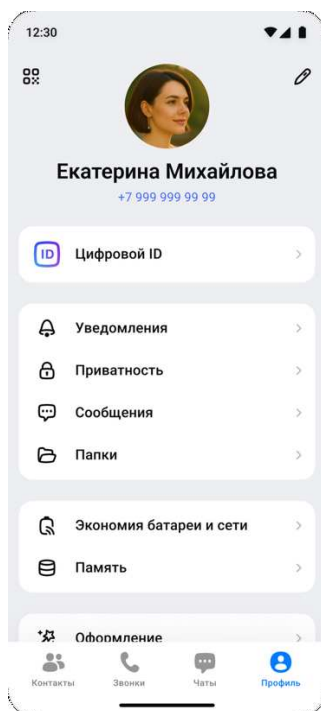 12:30
Екатерина Михайлова
+7 999 999 99 99
ID Цифровой ID
Уведомления
Приватность
Сообщения
Папки
Экономия батареи и сети
Память
Оформление
Контакты Звонки Чаты Профиль